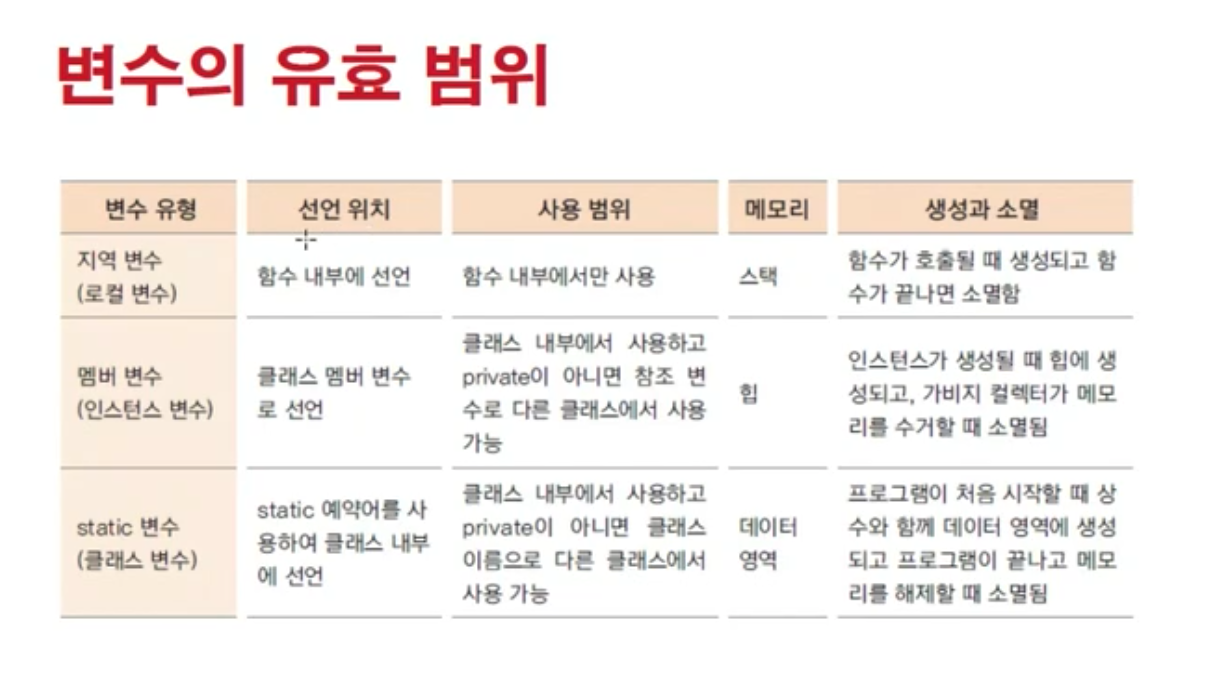 변수의 유효 범위
변수 유형
선언 위치
사용 범위
메모리
생성과 소멸
지역 변수
(로컬 변수)
함수 내부에 선언
함수 내부에서만 사용
스택
함수가 호출될 때 생성되고 함
수가 끝나면 소멸함
멤버 변수
(인스턴스 변수)
클래스 멤버 변수
로 선언
클래스 내부에서 사용하고
private이 아니면 참조 변
수로 다른 클래스에서 사용
가능
힙
인스턴스가 생성될 때 힙에 생
성되고, 가비지 컬렉터가 메모
리를 수거할 때 소멸됨
static 변수
(클래스 변수)
static 예약어를 사
용하여 클래스 내부
에 선언
클래스 내부에서 사용하고
private이 아니면 클래스
이름으로 다른 클래스에서
사용 가능
데이터
영역
프로그램이 처음 시작할 때 상
수와 함께 데이터 영역에 생성
되고 프로그램이 끝나고 메모
리를 해제할 때 소멸됨